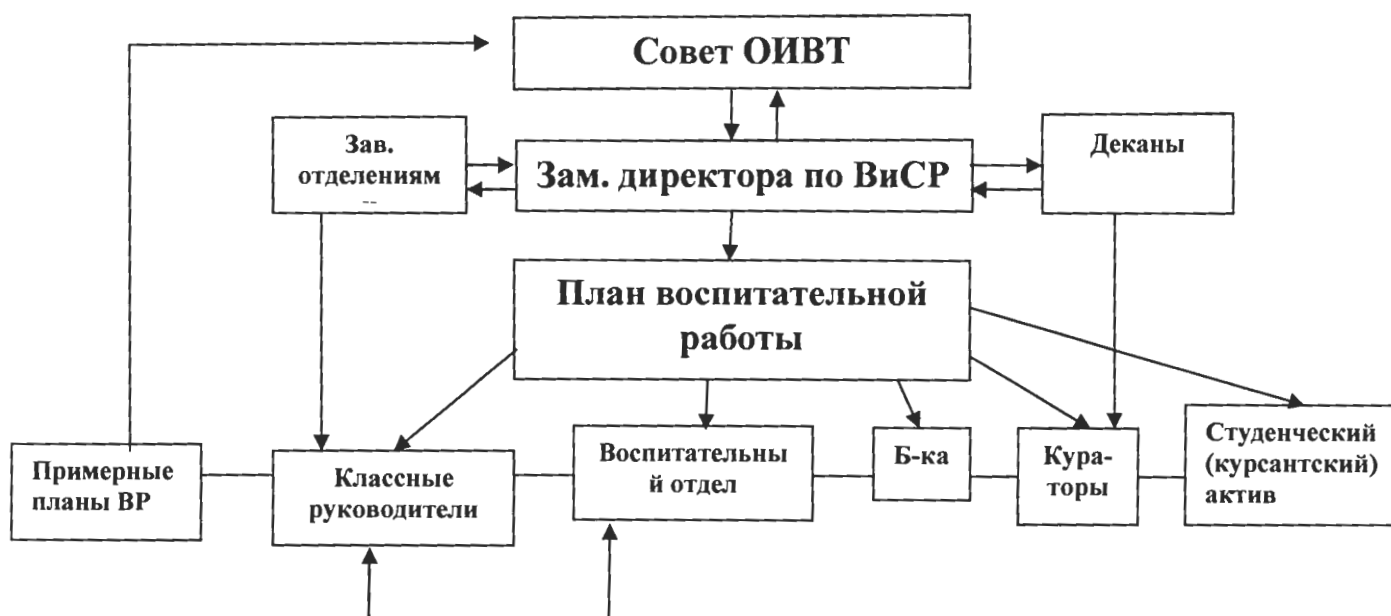 Совет ОИВТ
Зав.
отделениям
Зам. директора по ВиСР
Деканы
План воспитательной
работы
Примерные
планы ВР
Классные
руководители
Воспитательны
й отдел
Б-ка
Кура-
торы
Студенческий
(курсантский)
актив